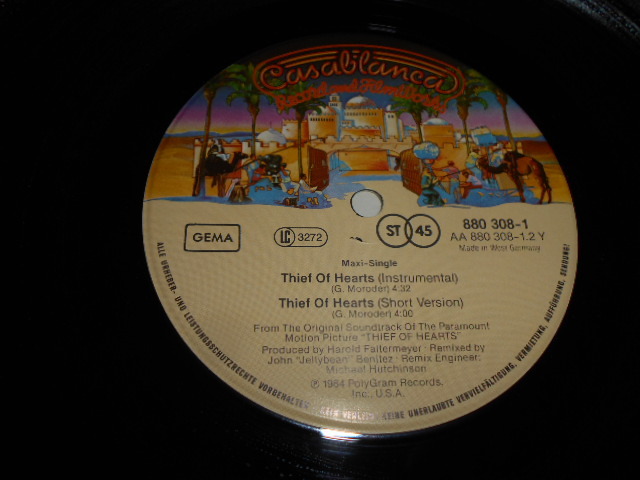 Casablanca
Record and FilmWorks
GEMA
LC 3272
ST 45
880 308-1
AA 880 308-1.2 Y
Made in West Germany
Maxi-Single
Thief Of Hearts (Instrumental)
(G. Moroder) 4:32
Thief Of Hearts (Short Version)
(G. Moroder) 4:00
From The Original Soundtrack Of The Paramount
Motion Picture "THIEF OF HEARTS"
Produced by Harold Faltermeyer · Remixed by
John "Jellybean" Benitez · Remix Engineer:
Michael Hutchinson
℗ 1984 PolyGram Records,
Inc., U.S.A.
ALLE URHEBER- UND LEISTUNGSSCHUTZRECHTE VORBEHALTEN · KEIN VERLEIH! · KEINE UNERLAUBTE VERVIELFÄLTIGUNG, VERMIETUNG, AUFFÜHRUNG, SENDUNG!